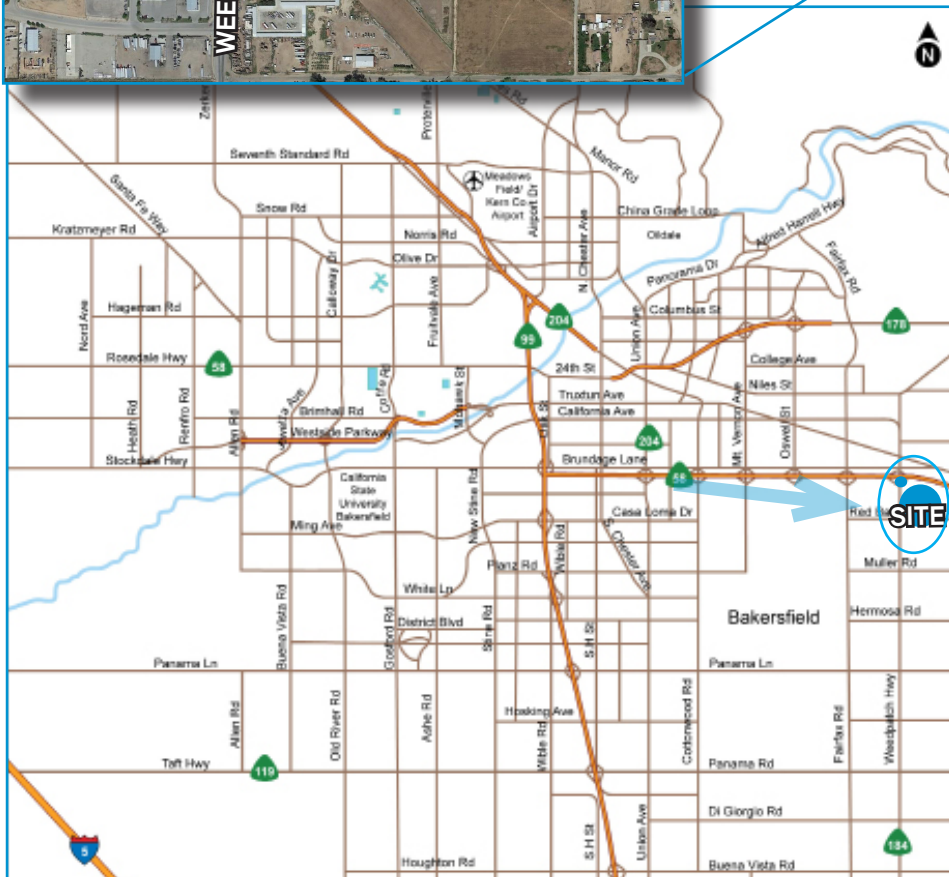 WEE
N
Zerker
Porterville
es Rd
Manor Rd
Seventh Standard Rd
Santa Fe Way
Meadows
Field/
Kern Co
Airport
Airport Dr
N. Chester Ave
China Grade Loop
Alfred Harrell Hwy
Snow Rd
Kratzmeyer Rd
Norris Rd
Oildale
Calloway Dr
Olive Dr
Panorama Dr
Fairfax Rd
Nord Ave
Hageman Rd
Fruitvale Ave
204
99
Union Ave
Columbus St
178
Rosedale Hwy
58
24th St
College Ave
Coffee Rd
Niles St
Heath Rd
Renfro Rd
Allen Rd
Brimhall Rd
Westside Parkway
Truxtun Ave
California Ave
Mt. Vernon Ave
Oswell St
204
Stockdale Hwy
Brundage Lane
58
California
State
University
Bakersfield
New Stine Rd
Casa Loma Dr
Red Ba
SITE
Ming Ave
Wible Rd
S. Chester Ave
Planz Rd
Muller Rd
White Ln
Buena Vista Rd
Gosford Rd
District Blvd
Stine Rd
S H St
Bakersfield
Hermosa Rd
Panama Ln
Panama Ln
Allen Rd
Old River Rd
Ashe Rd
Hosking Ave
Wible Rd
Cottonwood Rd
Fairfax Rd
Weedpatch Hwy
Taft Hwy
119
Panama Rd
Di Giorgio Rd
5
S H St
Union Ave
184
Houghton Rd
Buena Vista Rd